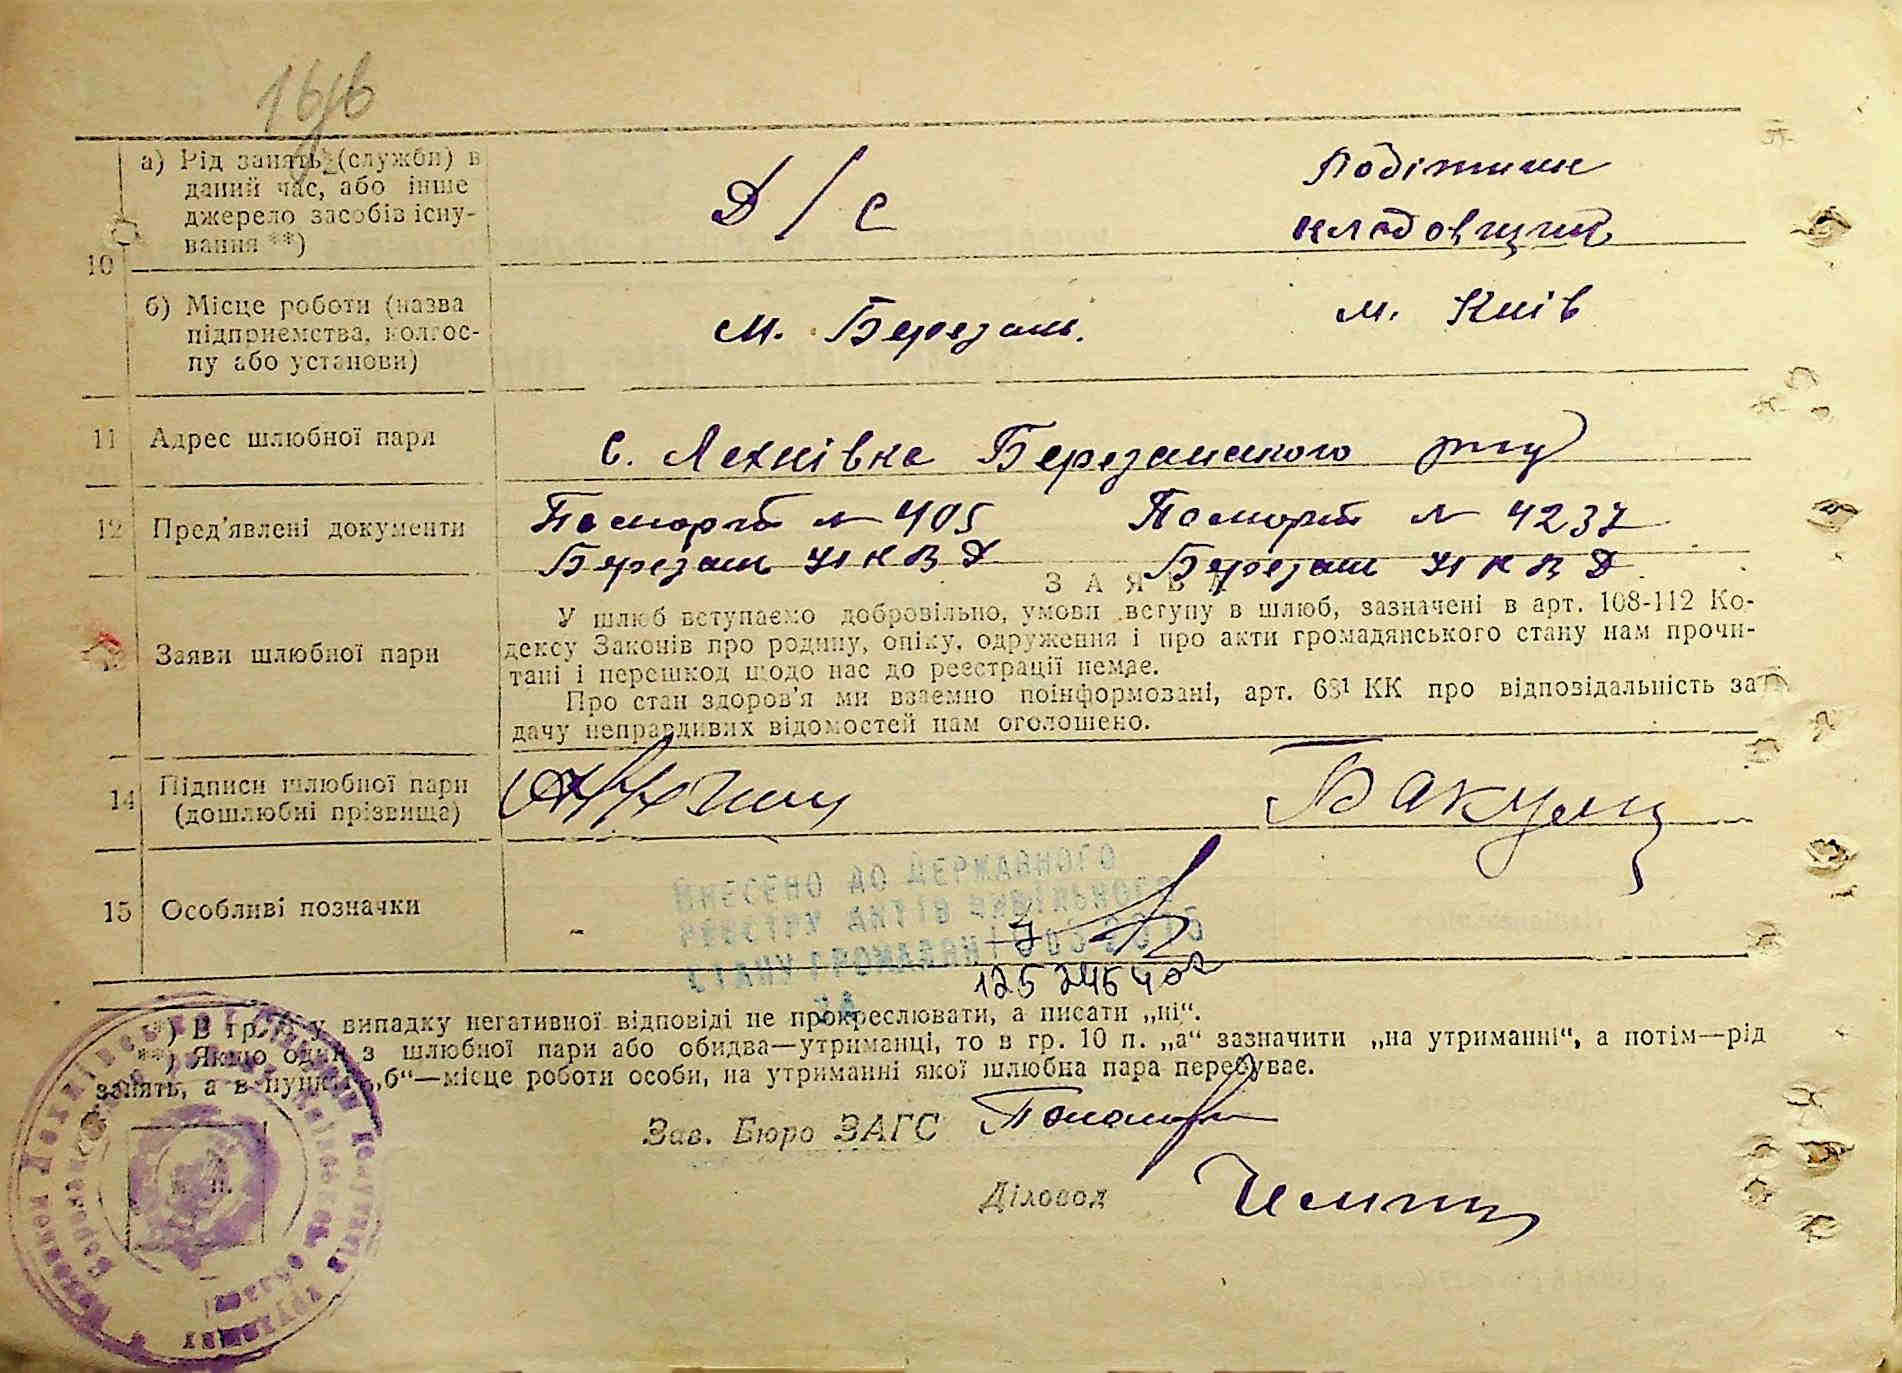 а) Рід занять (служби) в
даний час, або інше
джерело засобів існу-
вання **)
Д/с
кладовщик
10
б) Місце роботи (назва
підприємства, колгос-
пу або установи)
м. Березань.
м. Київ
11 Адрес шлюбної пари
с. Лехнівка Березанського р-ну
12 Пред'явлені документи
Паспорт № 405 Паспорт № 4237
Березан НКВД Березан НКВД
ЗАЯВИ
Заяви шлюбної пари
У шлюб вступаємо добровільно, умови вступу в шлюб, зазначені в арт. 108-112 Ко-
дексу Законів про родину, опіку, одруження і про акти громадянського стану нам прочи-
тані і перешкод щодо нас до реєстрації немає.
Про стан здоров'я ми взаємно поінформовані, арт. 68¹ КК про відповідальність за
дачу неправдивих відомостей нам оголошено.
14 Підписи шлюбної пари
(дошлюбні прізвища)
Бакулц
15 Особливі позначки
-
ВНЕСЕНО ДО ДЕРЖАВНОГО
РЕЄСТРУ АКТІВ ЦИВІЛЬНОГО
СТАНУ ГРОМАДЯН
ЗА
*) В гр. у випадку негативної відповіді не прокреслювати, а писати „ні“.
**) Якщо один з шлюбної пари або обидва—утриманці, то в гр. 10 п. „а“ зазначити „на утриманні“, а потім—рід
занять, а в пункті „б“—місце роботи особи, на утриманні якої шлюбна пара перебуває.
Зав. Бюро ЗАГС
Діловод
М. П.